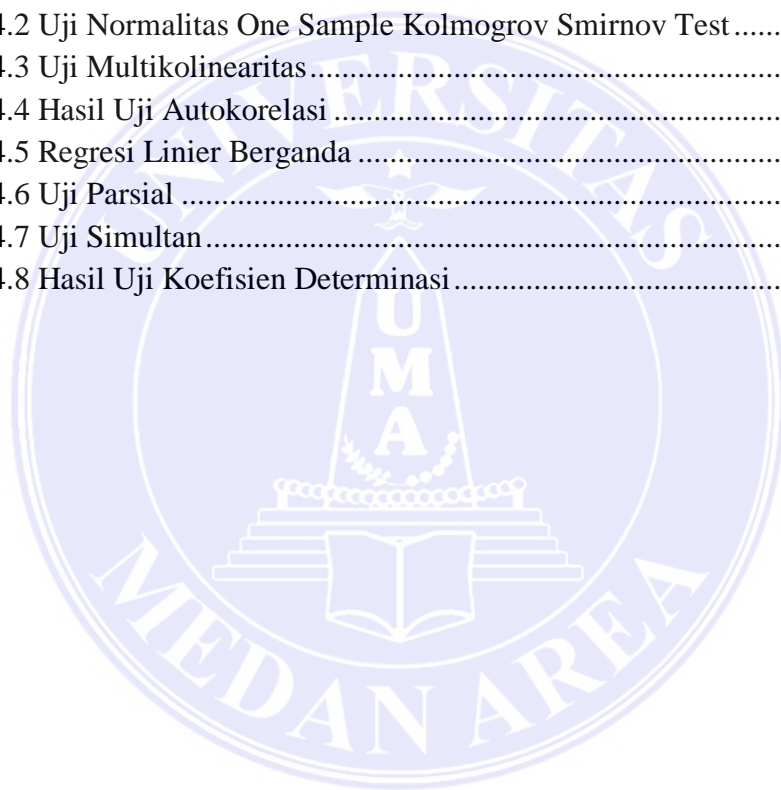 4.2 Uji Normalitas One Sample Kolmogrov Smirnov Test ......
4.3 Uji Multikolinearitas ..........................................................
4.4 Hasil Uji Autokorelasi .......................................................
4.5 Regresi Linier Berganda ....................................................
4.6 Uji Parsial ...........................................................................
4.7 Uji Simultan ........................................................................
4.8 Hasil Uji Koefisien Determinasi ........................................
UNIVERSITAS
UMA
MEDAN AREA